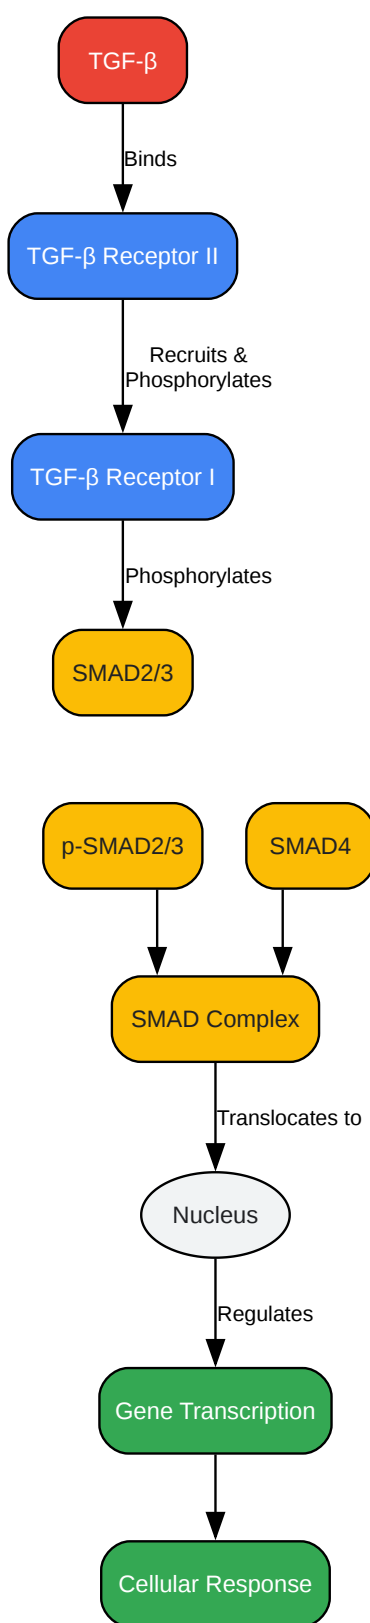 TGF-β
Binds
TGF-β Receptor II
Recruits &
Phosphorylates
TGF-β Receptor I
Phosphorylates
SMAD2/3
p-SMAD2/3
SMAD4
SMAD Complex
Translocates to
Nucleus
Regulates
Gene Transcription
Cellular Response